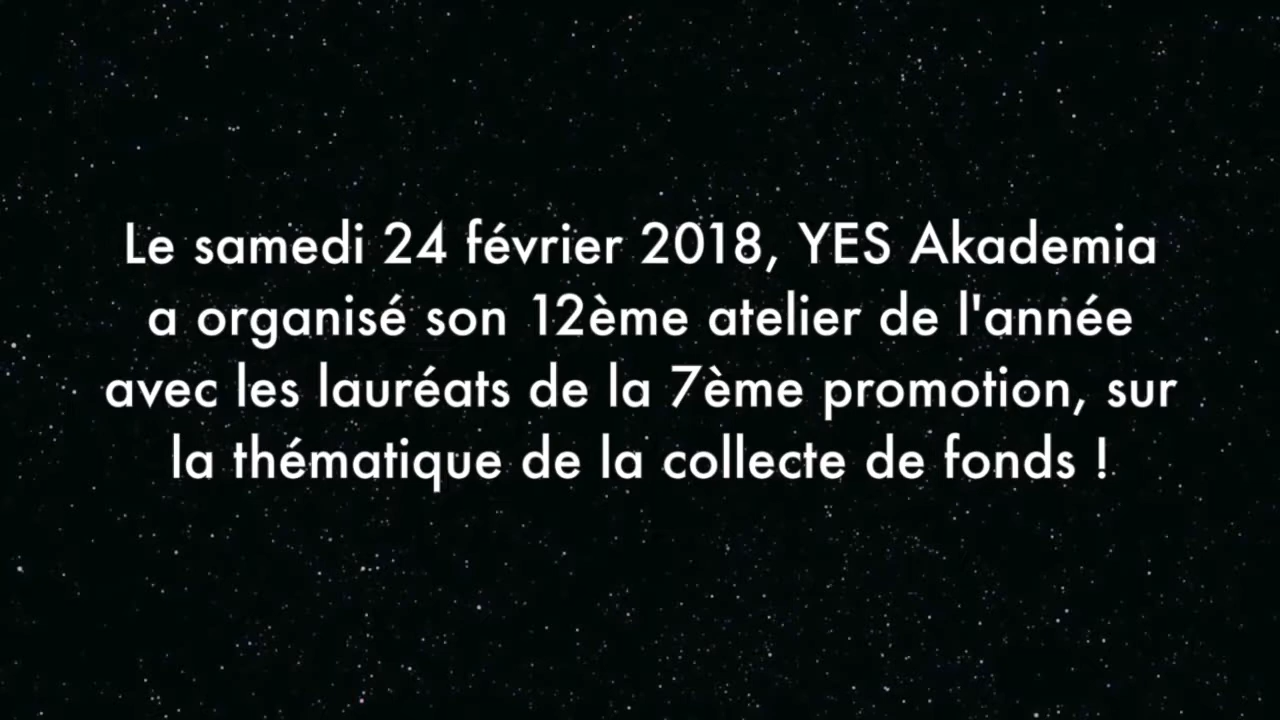 Le samedi 24 février 2018, YES Akademia
a organisé son 12ème atelier de l'année
avec les lauréats de la 7ème promotion, sur
la thématique de la collecte de fonds !